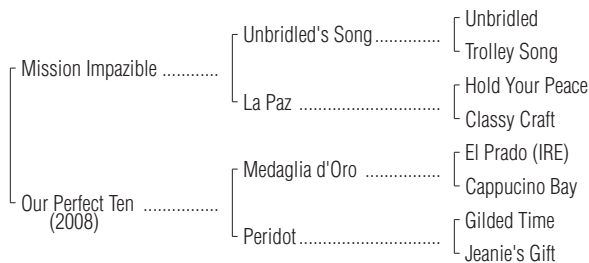 Unbridled
Unbridled's Song..............
Trolley Song
Mission Impazible ............
Hold Your Peace
La Paz ..............................
Classy Craft
El Prado (IRE)
Medaglia d'Oro ................
Cappucino Bay
Our Perfect Ten ................
(2008)
Gilded Time
Peridot..............................
Jeanie's Gift